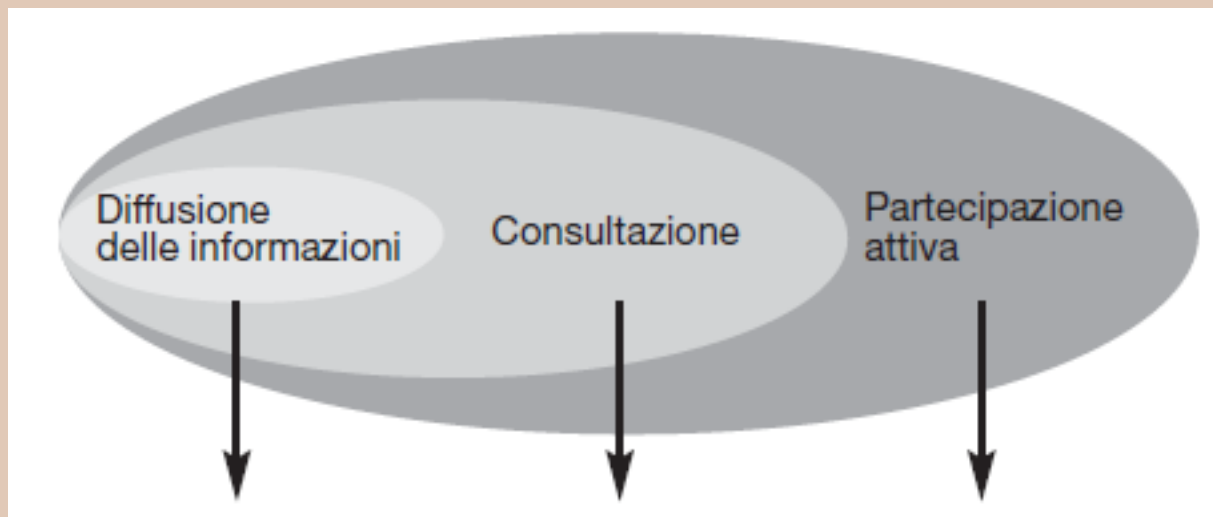 Diffusione
delle informazioni
Consultazione
Partecipazione
attiva